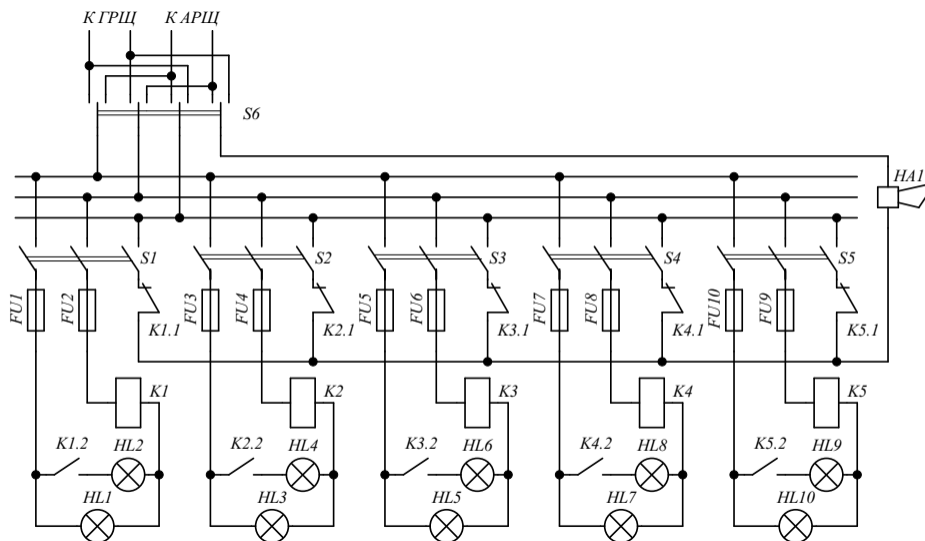 К ГРЩ К АРЩ
S6
HA1
S1 S2 S3 S4 S5
FU1 FU2 FU3 FU4 FU5 FU6 FU7 FU8 FU10 FU9
K1.1 K2.1 K3.1 K4.1 K5.1
K1 K2 K3 K4 K5
K1.2 HL2 K2.2 HL4 K3.2 HL6 K4.2 HL8 K5.2 HL9
HL1 HL3 HL5 HL7 HL10